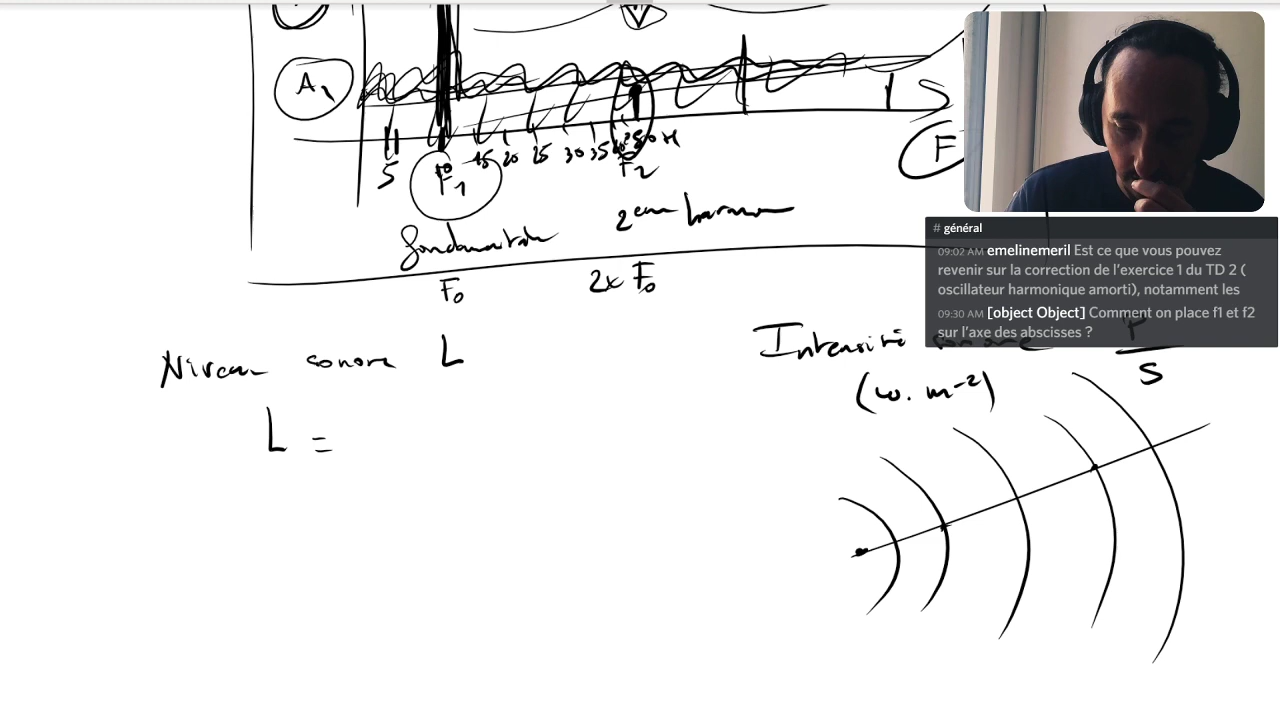 A₁
5 10 15 20 25 30 35 40
F₁
F₂
F
fondamentale
F₀
2x F₀
Niveau sonore L
Intensité sonore P/S
(w. m⁻²)
L =
# général
09:02 AM emelinemeril Est ce que vous pouvez
revenir sur la correction de l'exercice 1 du TD 2 (
oscillateur harmonique amorti), notamment les
09:30 AM [object Object] Comment on place f1 et f2
sur l'axe des abscisses ?